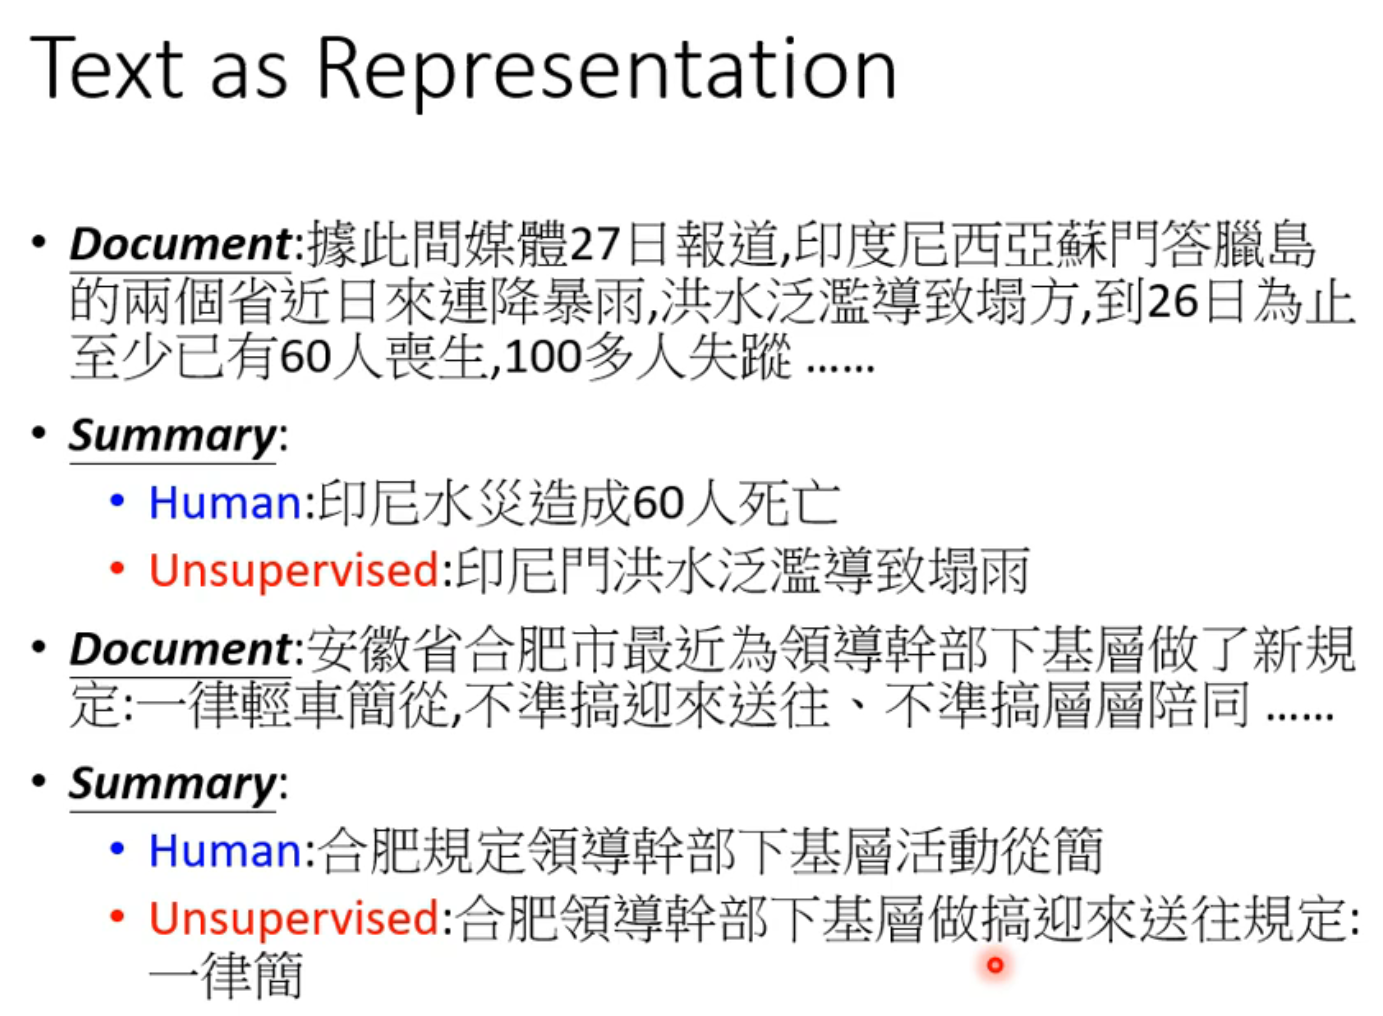 Text as Representation
• Document:據此間媒體27日報道,印度尼西亞蘇門答臘島
的兩個省近日來連降暴雨,洪水泛濫導致塌方,到26日為止
至少已有60人喪生,100多人失蹤 ......
• Summary:
• Human:印尼水災造成60人死亡
• Unsupervised:印尼門洪水泛濫導致塌雨
• Document:安徽省合肥市最近為領導幹部下基層做了新規
定:一律輕車簡從,不準搞迎來送往、不準搞層層陪同 ......
• Summary:
• Human:合肥規定領導幹部下基層活動從簡
• Unsupervised:合肥領導幹部下基層做搞迎來送往規定:
一律簡